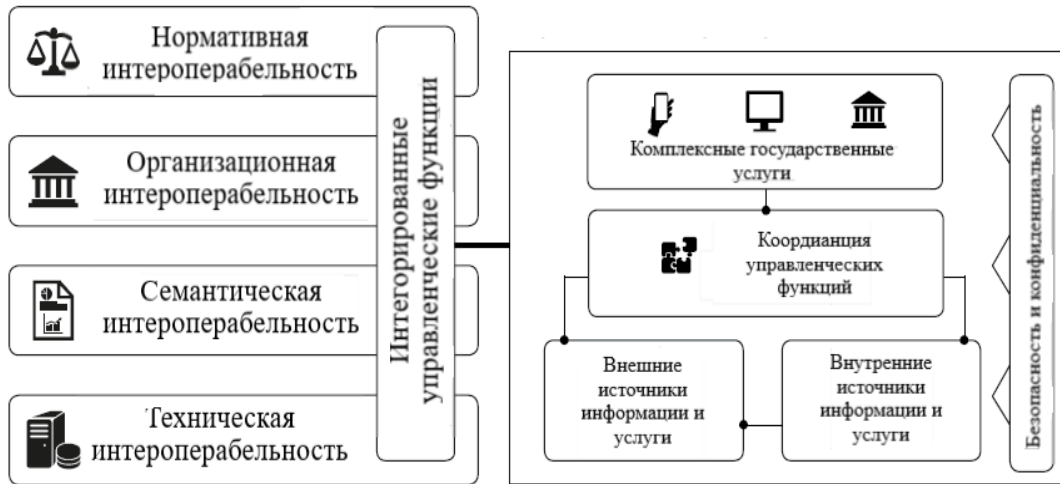 Нормативная
интероперабельность
Организационная
интероперабельность
Семантическая
интероперабельность
Техническая
интероперабельность
Интегорированные
управленческие функции
Комплексные государственные
услуги
Координация
управленческих
функций
Внешние
источники
информации и
услуги
Внутренние
источники
информации и
услуги
Безопасность и конфиденциальность